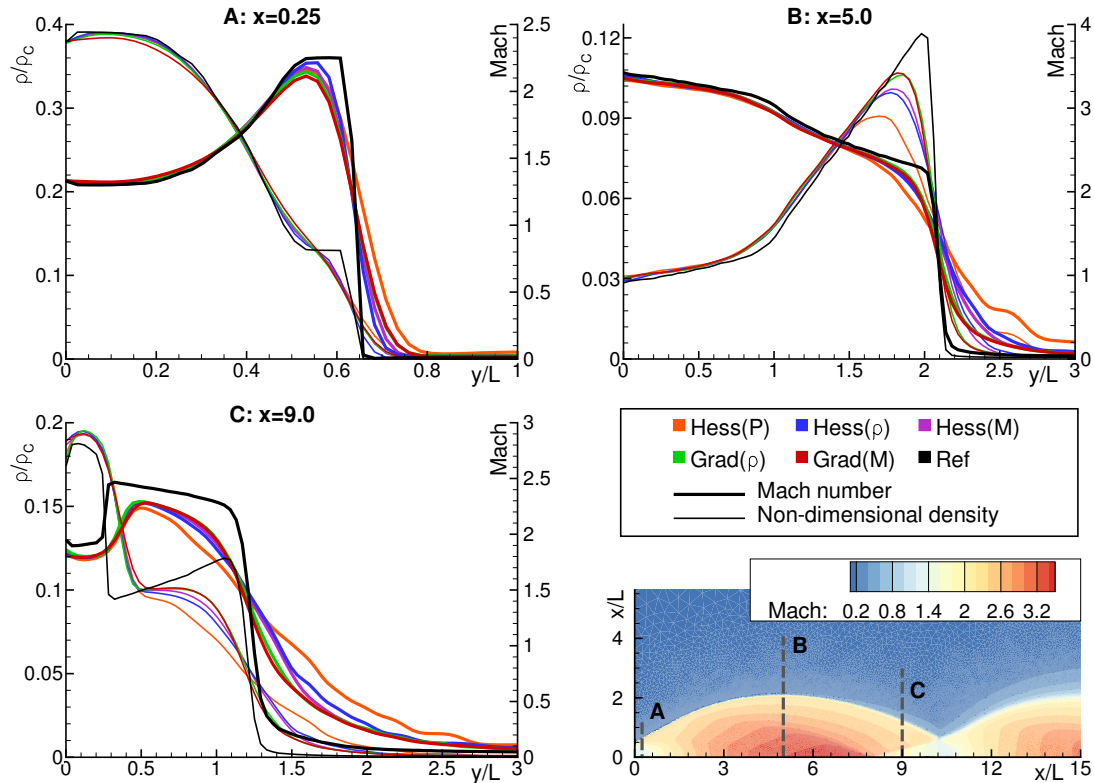 A: x=0.25
ρ/ρc
Mach
0.4
0.3
0.2
0.1
0
2.5
2
1.5
1
0.5
0
0 0.2 0.4 0.6 0.8 1
y/L
B: x=5.0
ρ/ρc
Mach
0.12
0.09
0.06
0.03
0
4
3
2
1
0
0 0.5 1 1.5 2 2.5 3
y/L
C: x=9.0
ρ/ρc
Mach
0.2
0.15
0.1
0.05
0
3
2.5
2
1.5
1
0.5
0
0 0.5 1 1.5 2 2.5 3
y/L
Hess(P) Hess(ρ) Hess(M)
Grad(ρ) Grad(M) Ref
Mach number
Non-dimensional density
Mach: 0.2 0.8 1.4 2 2.6 3.2
x/L
4
2
0
A
B
C
0 3 6 9 12 15
x/L